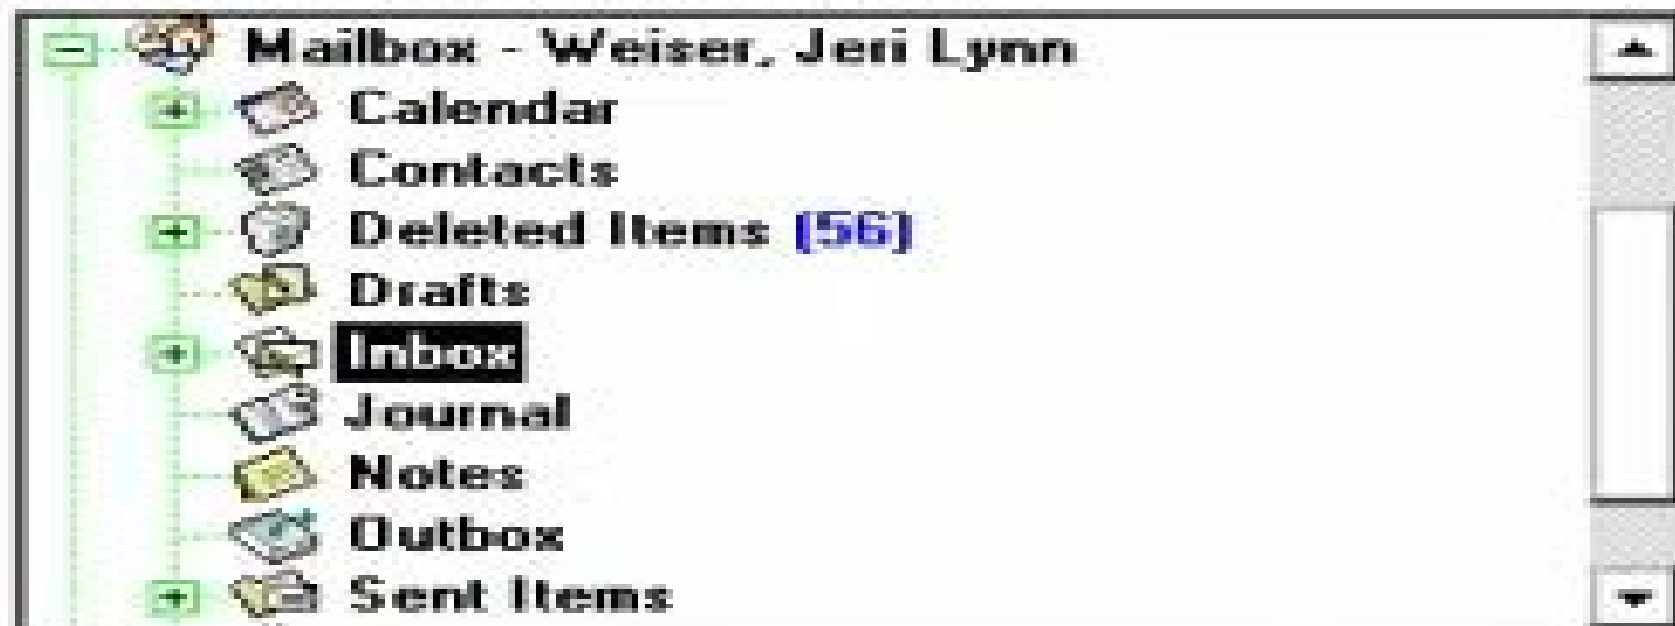 Mailbox - Weiser, Jeri Lynn
Calendar
Contacts
Deleted Items (56)
Drafts
Inbox
Journal
Notes
Outbox
Sent Items